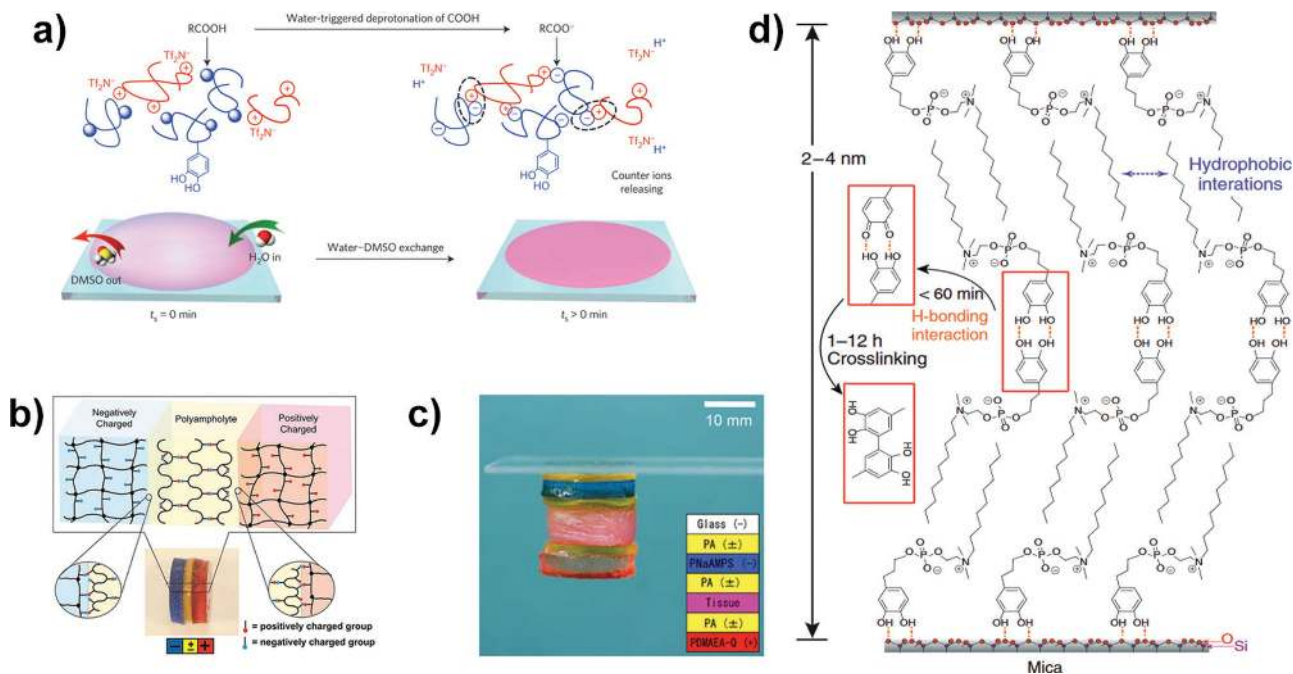 a)
Water-triggered deprotonation of COOH
RCOOH
RCOO⁻
Tf₂N⁻
Tf₂N⁻
Tf₂N⁻
HO
OH
Tf₂N⁻
H⁺
Tf₂N⁻
H⁺
Tf₂N⁻
H⁺
HO
OH
Counter ions
releasing
DMSO out
H₂O in
Water–DMSO exchange
tₛ = 0 min
tₛ > 0 min
b)
Negatively
Charged
Polyampholyte
Positively
Charged
− ± +
= positively charged group
= negatively charged group
c)
10 mm
Glass (-)
PA (±)
PNaAMPS (-)
PA (±)
Tissue
PA (±)
PDMAEA-Q (+)
d)
2–4 nm
Hydrophobic
interations
< 60 min
H-bonding
interaction
1–12 h
Crosslinking
O
Si
Mica